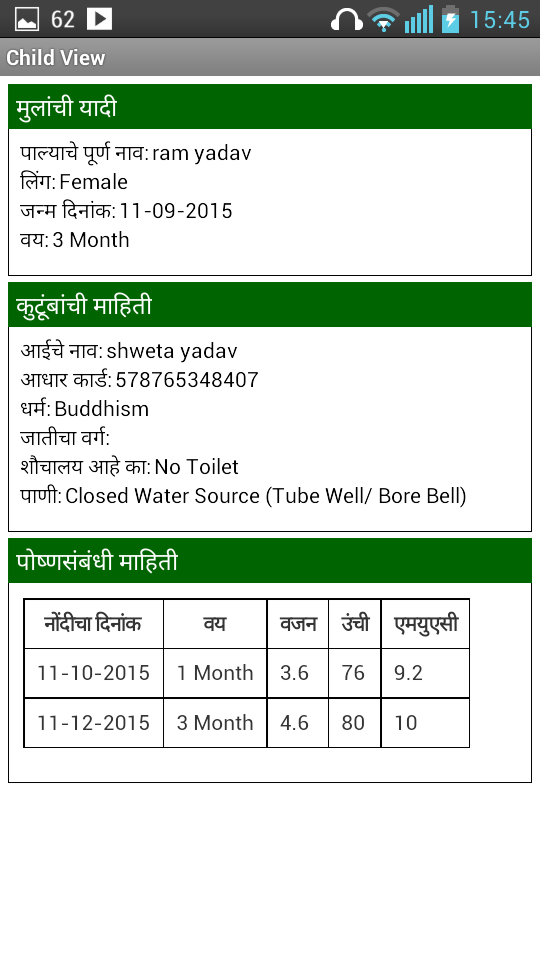 62 15:45
Child View
मुलांची यादी
पाल्याचे पूर्ण नाव: ram yadav
लिंग: Female
जन्म दिनांक: 11-09-2015
वय: 3 Month
कुटूंबांची माहिती
आईचे नाव: shweta yadav
आधार कार्ड: 578765348407
धर्म: Buddhism
जातीचा वर्ग:
शौचालय आहे का: No Toilet
पाणी: Closed Water Source (Tube Well/ Bore Bell)
पोष्णसंबंधी माहिती
नोंदीचा दिनांक वय वजन उंची एमयुएसी
11-10-2015 1 Month 3.6 76 9.2
11-12-2015 3 Month 4.6 80 10